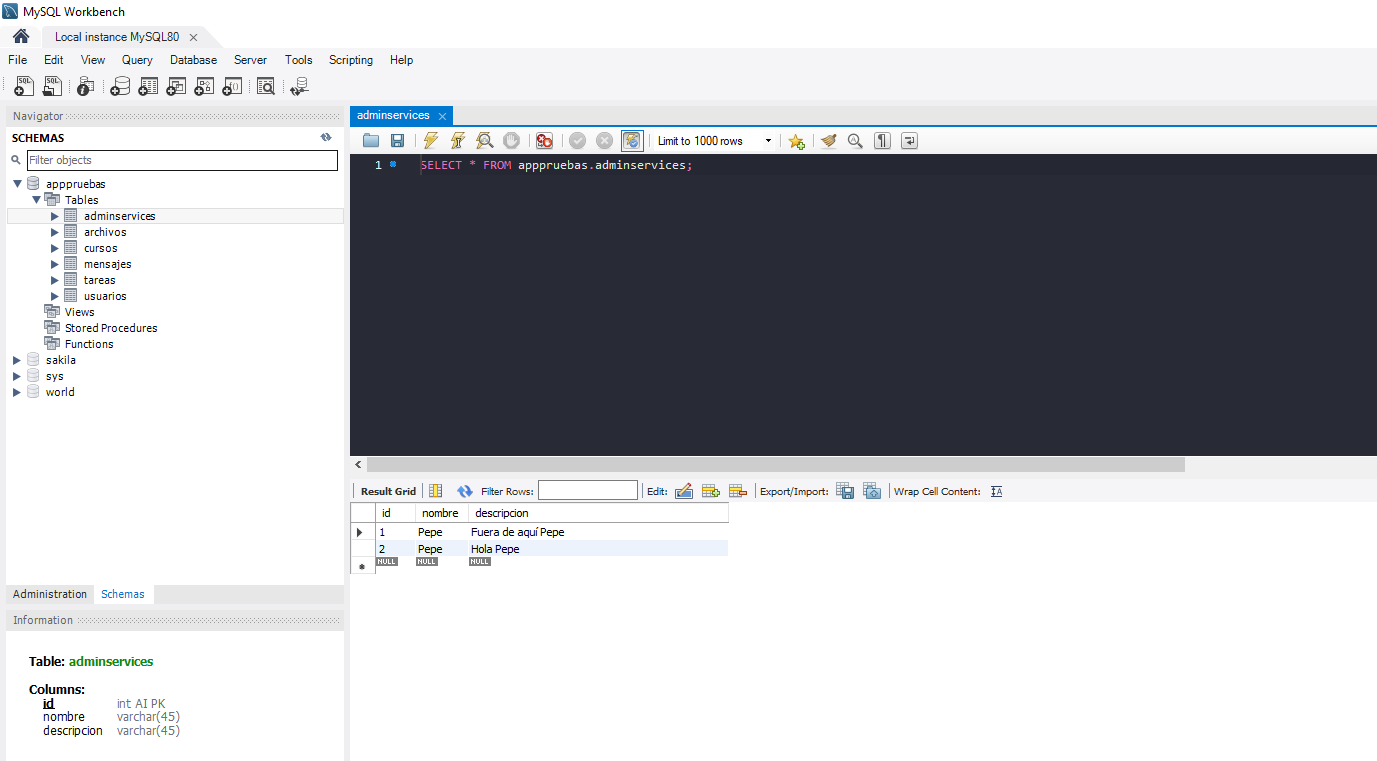 MySQL Workbench
Local instance MySQL80
File Edit View Query Database Server Tools Scripting Help
Navigator
SCHEMAS
Filter objects
apppruebas
Tables
adminservices
archivos
cursos
mensajes
tareas
usuarios
Views
Stored Procedures
Functions
sakila
sys
world
Administration Schemas
Information
Table: adminservices
Columns:
id int AI PK
nombre varchar(45)
descripcion varchar(45)
adminservices
Limit to 1000 rows
1 SELECT * FROM apppruebas.adminservices;
Result Grid Filter Rows: Edit: Export/Import: Wrap Cell Content:
id nombre descripcion
1 Pepe Fuera de aquí Pepe
2 Pepe Hola Pepe
NULL NULL NULL